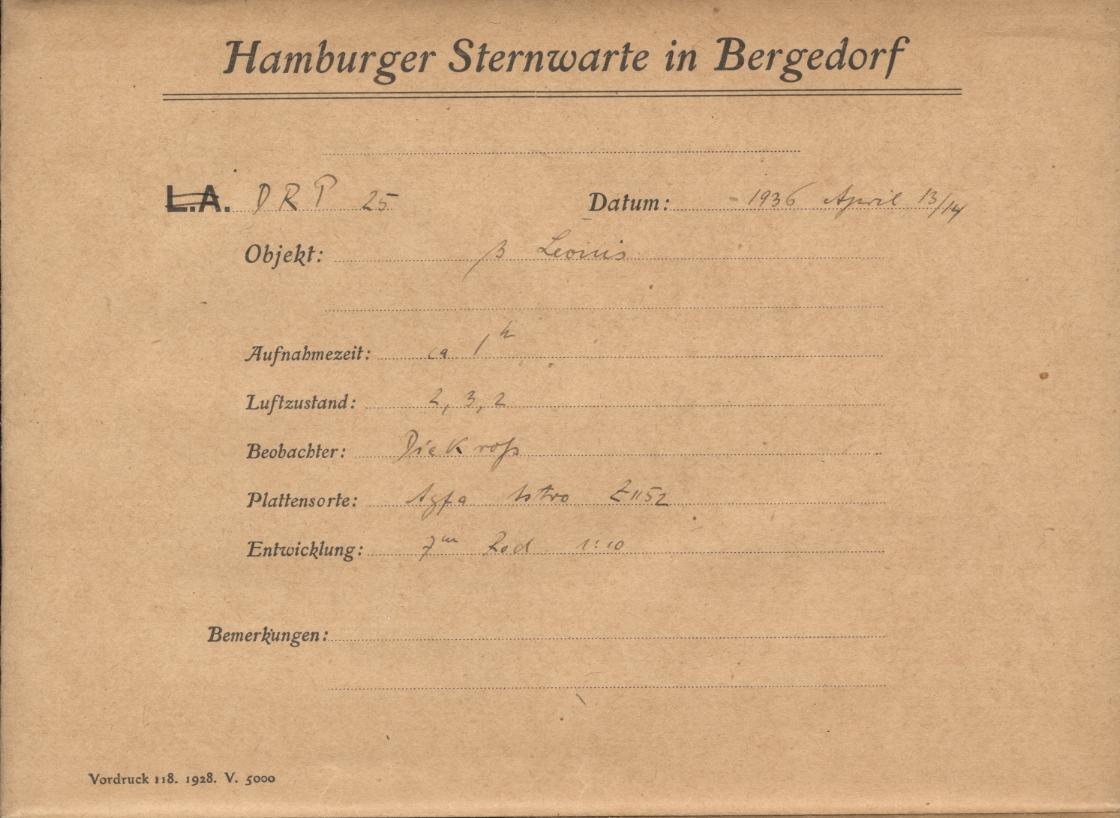 Hamburger Sternwarte in Bergedorf
L.A. DRP 25 Datum: 1936 April 13/14
Objekt: β Leonis
Aufnahmezeit: ca 1h
Luftzustand: 2, 3, 2
Beobachter: Dieckvoß
Plattensorte: Agfa Astro Z1152
Entwicklung: 7m Rod 1:10
Bemerkungen:
Vordruck 118. 1928. V. 5000